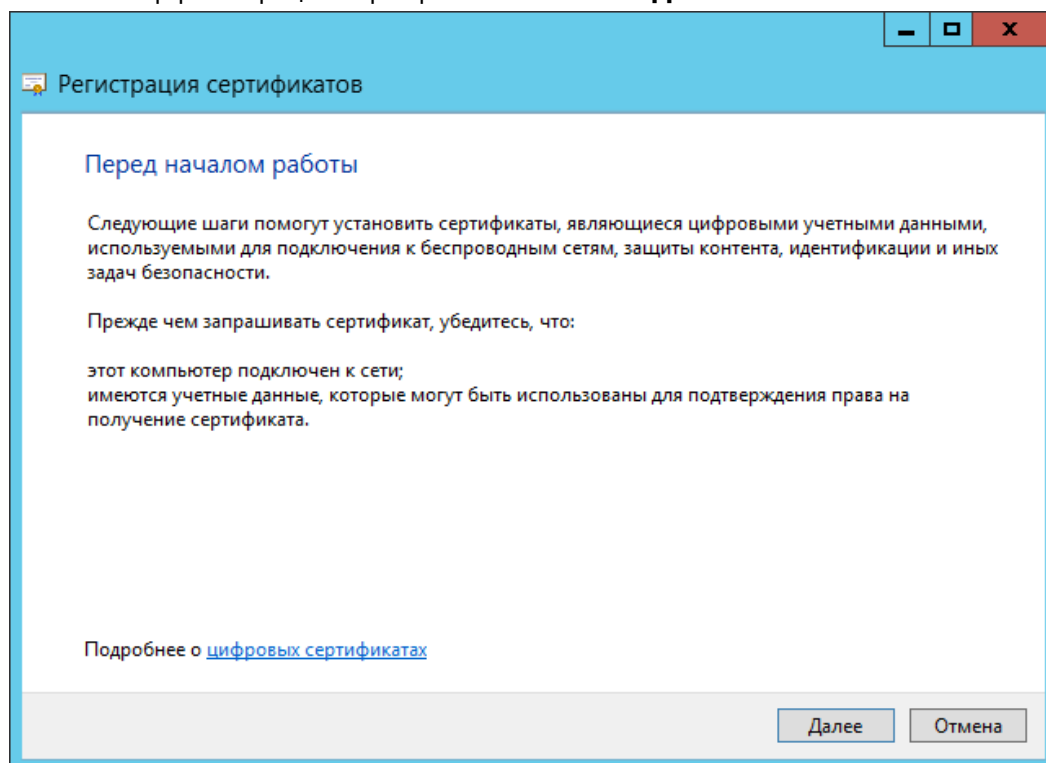 Регистрация сертификатов
Перед началом работы
Следующие шаги помогут установить сертификаты, являющиеся цифровыми учетными данными,
используемыми для подключения к беспроводным сетям, защиты контента, идентификации и иных
задач безопасности.
Прежде чем запрашивать сертификат, убедитесь, что:
этот компьютер подключен к сети;
имеются учетные данные, которые могут быть использованы для подтверждения права на
получение сертификата.
Подробнее о цифровых сертификатах
Далее
Отмена